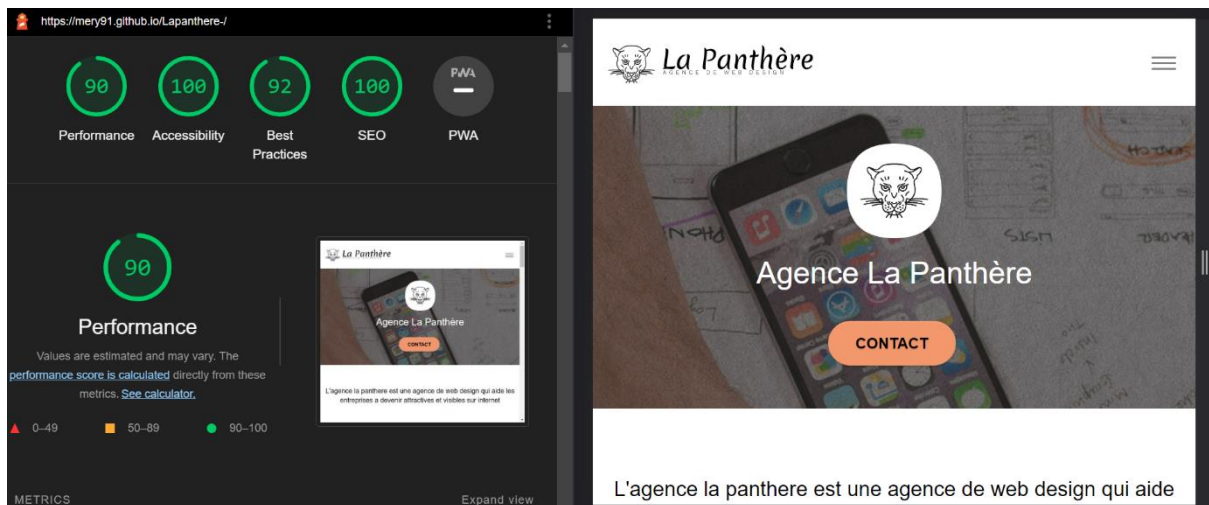 https://mery91.github.io/Lapanthere-/
90
100
92
100
PWA
Performance
Accessibility
Best
Practices
SEO
PWA
90
Performance
Values are estimated and may vary. The
performance score is calculated directly from these
metrics. See calculator.
0–49
50–89
90–100
METRICS
Expand view
La Panthère
Agence La Panthère
CONTACT
L'agence la panthere est une agence de web design qui aide les
entreprises a devenir attractives et visibles sur internet
La Panthère
AGENCE DE WEB DESIGN
LISTS
Agence La Panthère
CONTACT
L'agence la panthere est une agence de web design qui aide